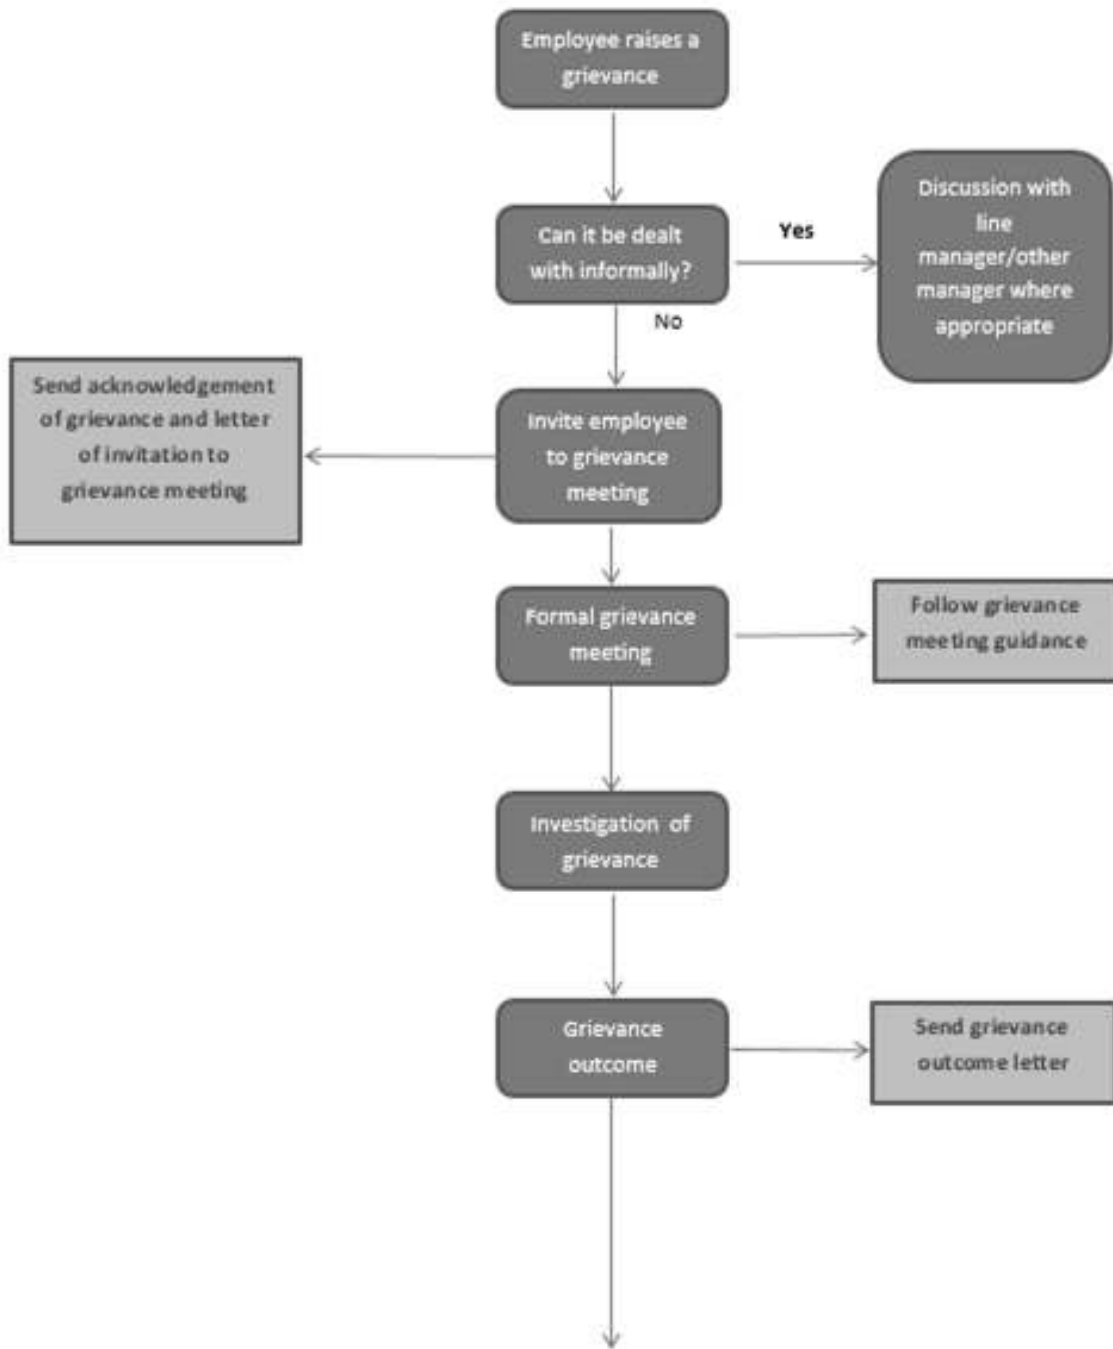 Employee raises a
grievance
Can it be dealt
with informally?
Yes
Discussion with
line
manager/other
manager where
appropriate
No
Send acknowledgement
of grievance and letter
of invitation to
grievance meeting
Invite employee
to grievance
meeting
Formal grievance
meeting
Follow grievance
meeting guidance
Investigation of
grievance
Grievance
outcome
Send grievance
outcome letter